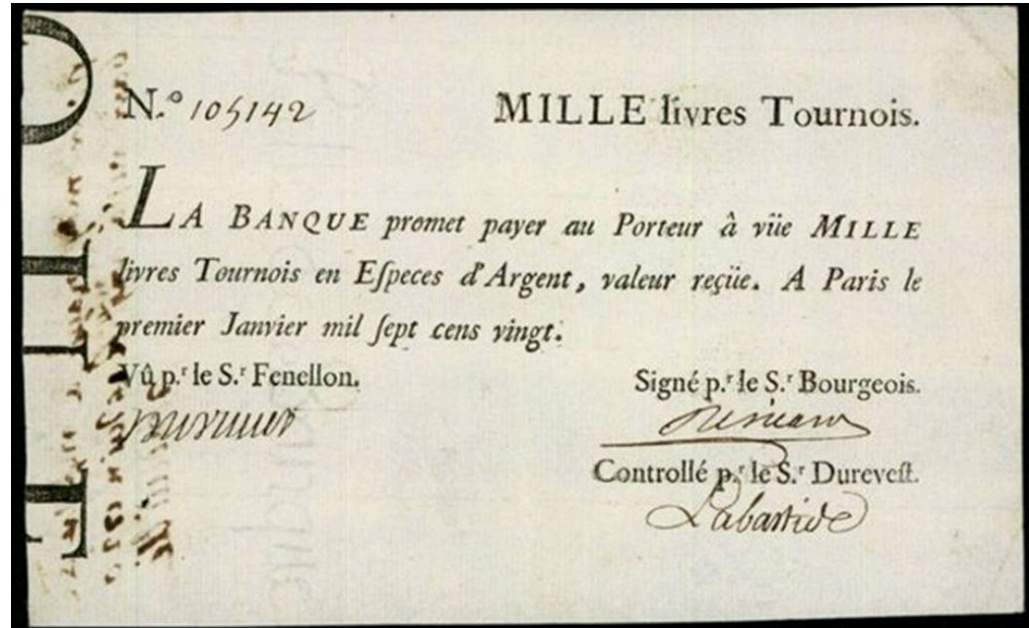 N.º 105142 MILLE livres Tournois.
LA BANQUE promet payer au Porteur à vüe MILLE
livres Tournois en Eſpeces d'Argent, valeur reçüe. A Paris le
premier Janvier mil ſept cens vingt.
Vû p.r le S.r Fenellon. Signé p.r le S.r Bourgeois.
Controllé p.r le S.r Dureveſt.
Labastide